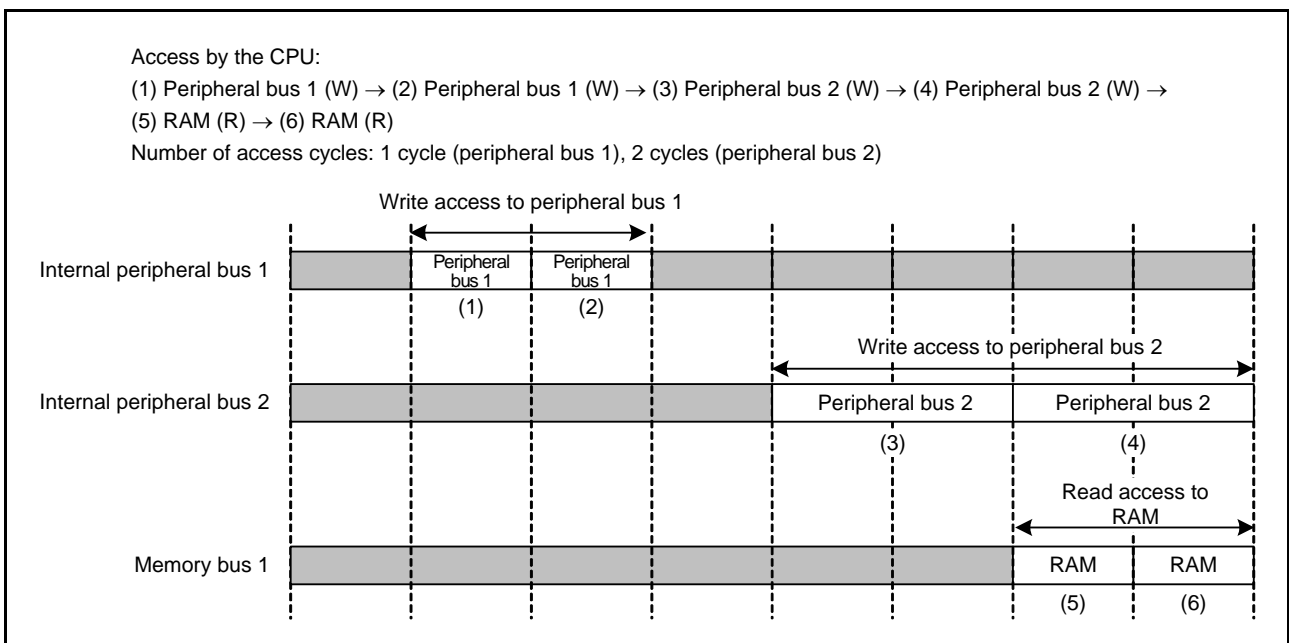 Access by the CPU:
(1) Peripheral bus 1 (W) → (2) Peripheral bus 1 (W) → (3) Peripheral bus 2 (W) → (4) Peripheral bus 2 (W) →
(5) RAM (R) → (6) RAM (R)
Number of access cycles: 1 cycle (peripheral bus 1), 2 cycles (peripheral bus 2)
Write access to peripheral bus 1
Internal peripheral bus 1
Peripheral
bus 1
Peripheral
bus 1
(1)
(2)
Write access to peripheral bus 2
Internal peripheral bus 2
Peripheral bus 2
Peripheral bus 2
(3)
(4)
Read access to
RAM
Memory bus 1
RAM
RAM
(5)
(6)